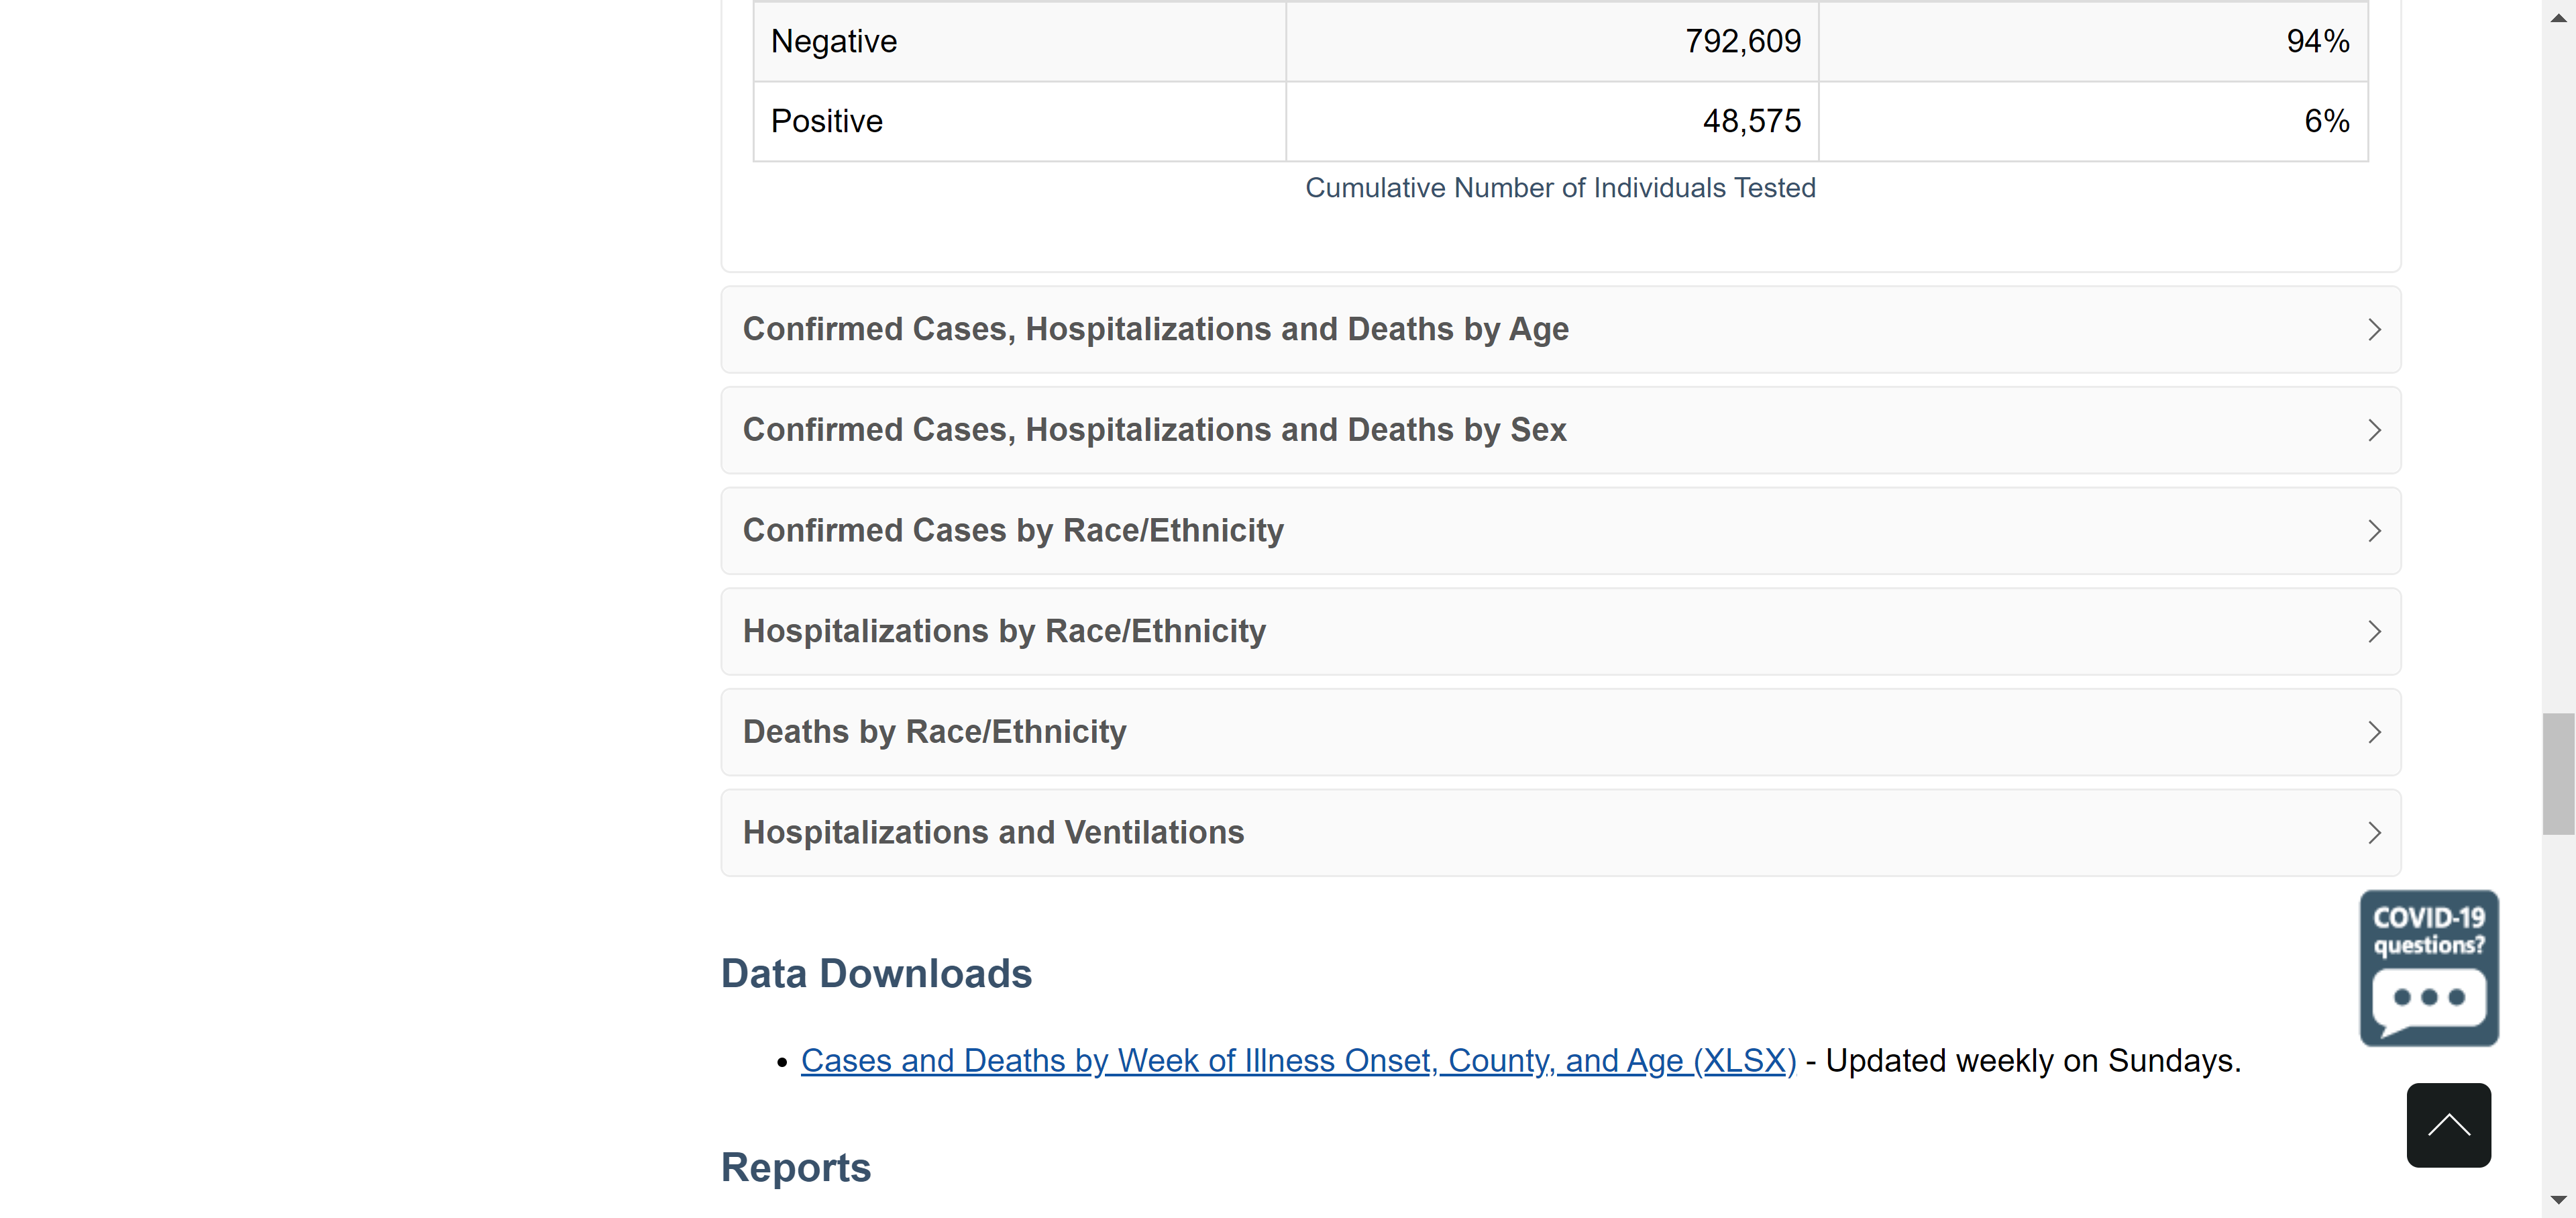 Negative 792,609 94%
Positive 48,575 6%
Cumulative Number of Individuals Tested
Confirmed Cases, Hospitalizations and Deaths by Age
Confirmed Cases, Hospitalizations and Deaths by Sex
Confirmed Cases by Race/Ethnicity
Hospitalizations by Race/Ethnicity
Deaths by Race/Ethnicity
Hospitalizations and Ventilations
COVID-19
questions?
Data Downloads
Cases and Deaths by Week of Illness Onset, County, and Age (XLSX) - Updated weekly on Sundays.
Reports